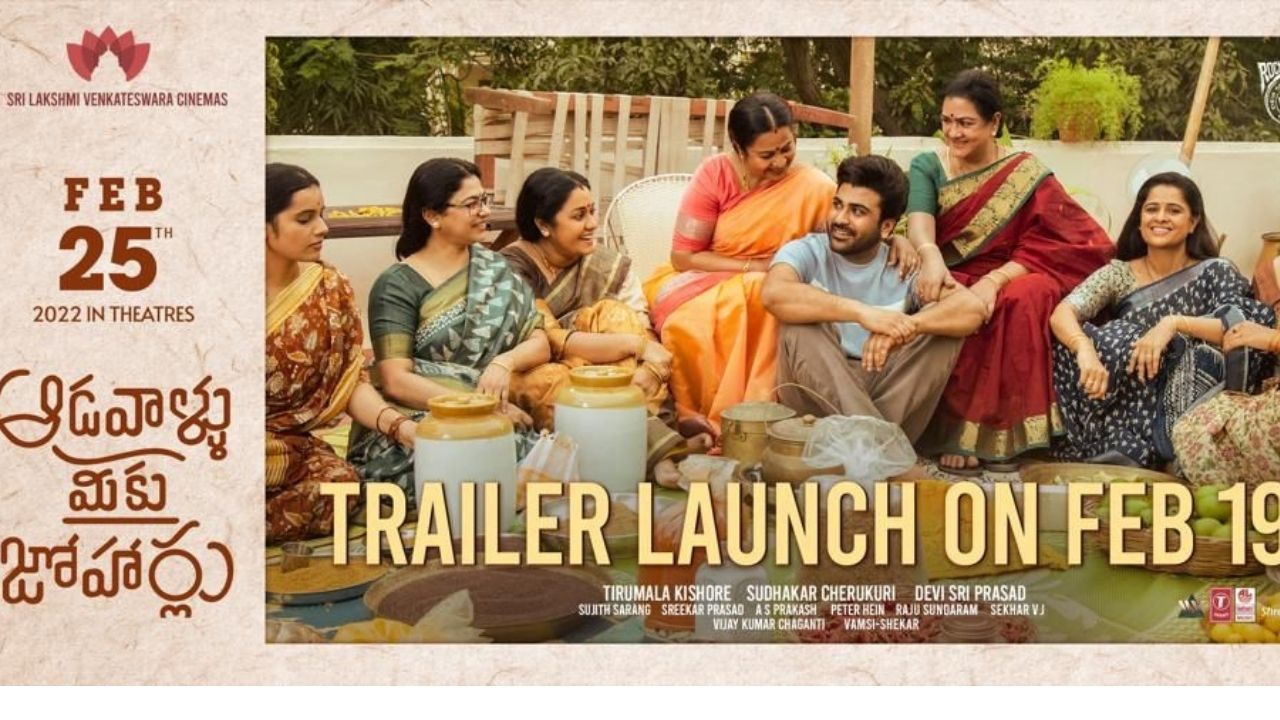 SRI LAKSHMI VENKATESWARA CINEMAS
FEB
25TH
2022 IN THEATRES
ఆడవాళ్ళు
మీకు
జోహార్లు
TRAILER LAUNCH ON FEB 19
TIRUMALA KISHORE SUDHAKAR CHERUKURI DEVI SRI PRASAD
SUJITH SARANG SREEKAR PRASAD A S PRAKASH PETER HEIN RAJU SUNDARAM SEKHAR V J
VIJAY KUMAR CHAGANTI VAMSI-SHEKAR